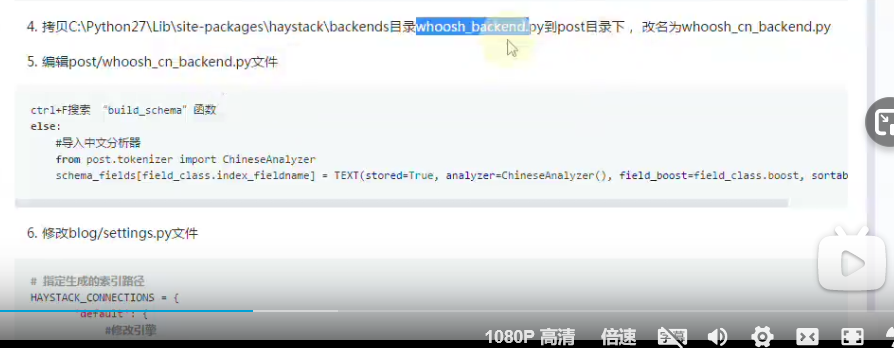 4. 拷贝C:\Python27\Lib\site-packages\haystack\backends目录whoosh_backend.py到post目录下，改名为whoosh_cn_backend.py
5. 编辑post/whoosh_cn_backend.py文件
ctrl+F搜索 “build_schema”函数
else:
#导入中文分析器
from post.tokenizer import ChineseAnalyzer
schema_fields[field_class.index_fieldname] = TEXT(stored=True, analyzer=ChineseAnalyzer(), field_boost=field_class.boost, sortab
6. 修改blog/settings.py文件
# 指定生成的索引路径
HAYSTACK_CONNECTIONS = {
"default": {
#修改引擎
1080P 高清 倍速 字幕